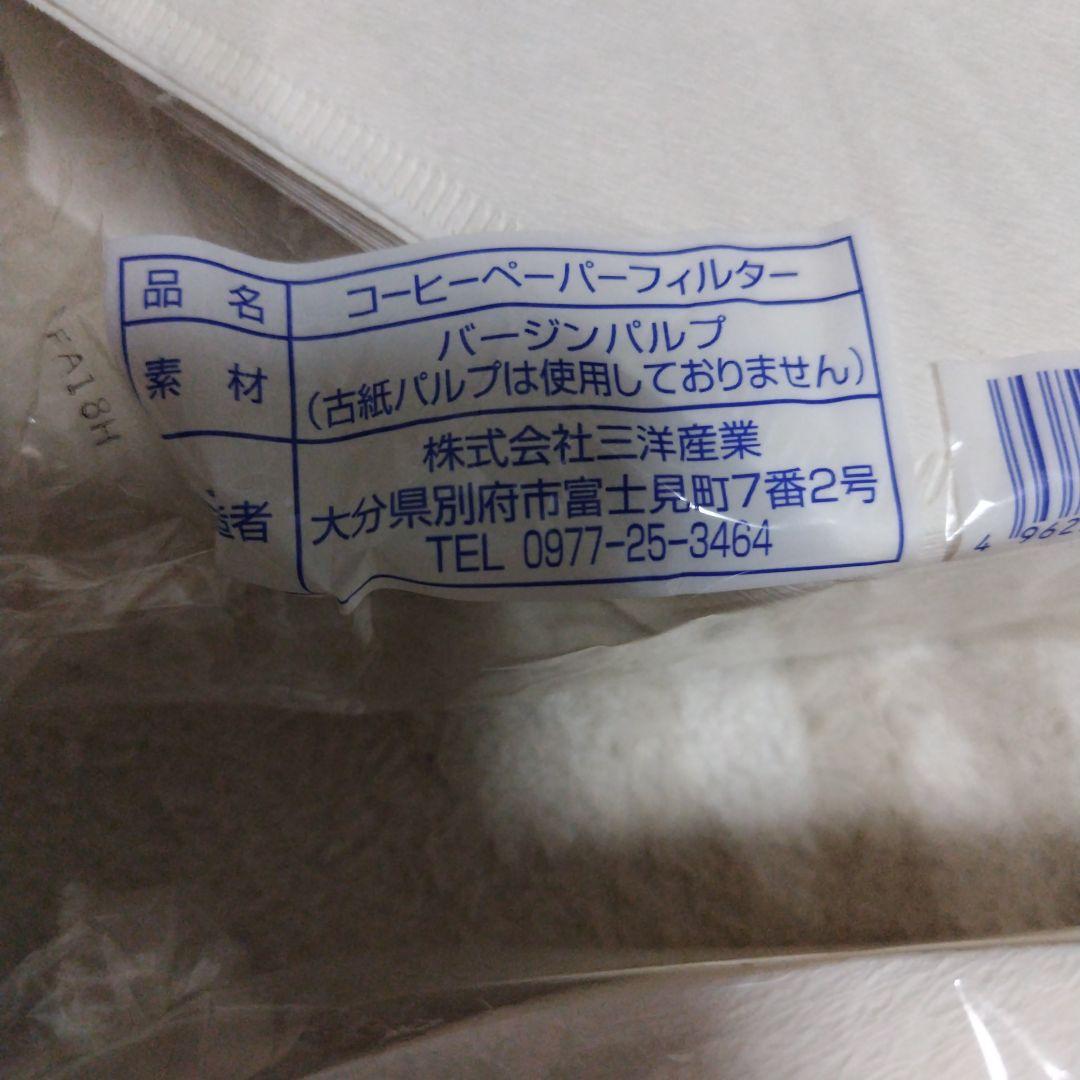 品名 コーヒーペーパーフィルター
素材 バージンパルプ
(古紙パルプは使用しておりません)
造者 株式会社三洋産業
大分県別府市富士見町7番2号
TEL 0977-25-3464
FA18H
4 962